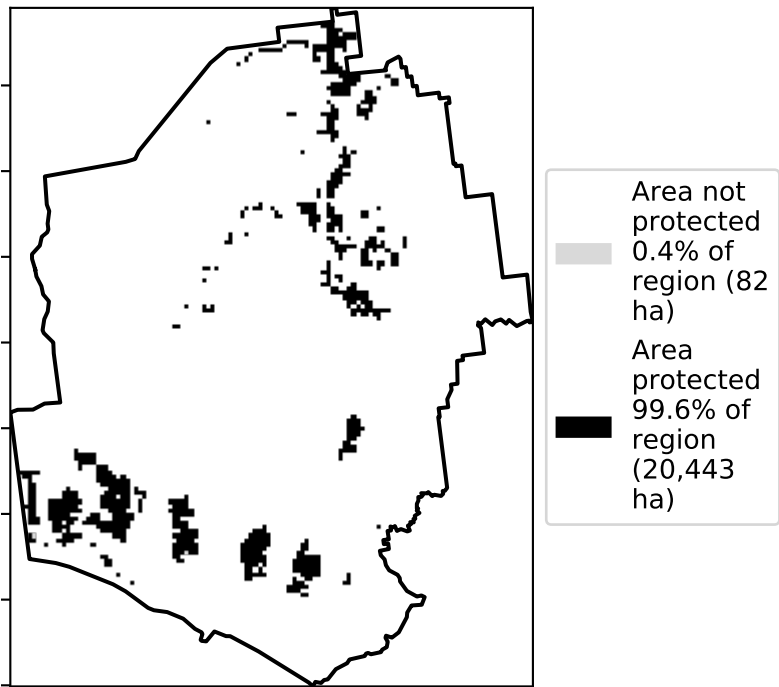 Area not
protected
0.4% of
region (82
ha)
Area
protected
99.6% of
region
(20,443
ha)